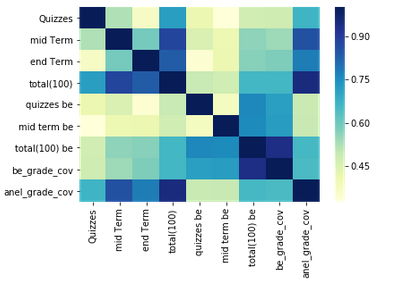 Quizzes
mid Term
end Term
total(100)
quizzes be
mid term be
total(100) be
be_grade_cov
anel_grade_cov
Quizzes
mid Term
end Term
total(100)
quizzes be
mid term be
total(100) be
be_grade_cov
anel_grade_cov
0.90
0.75
0.60
0.45